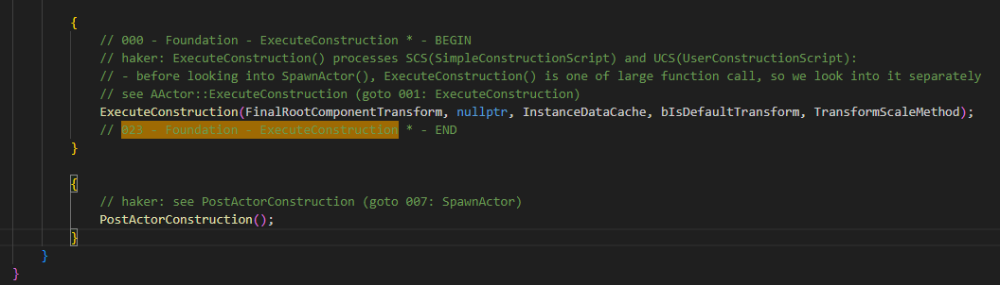 {
// 000 - Foundation - ExecuteConstruction * - BEGIN
// haker: ExecuteConstruction() processes SCS(SimpleConstructionScript) and UCS(UserConstructionScript):
// - before looking into SpawnActor(), ExecuteConstruction() is one of large function call, so we look into it separately
// see AActor::ExecuteConstruction (goto 001: ExecuteConstruction)
ExecuteConstruction(FinalRootComponentTransform, nullptr, InstanceDataCache, bIsDefaultTransform, TransformScaleMethod);
// 023 - Foundation - ExecuteConstruction * - END
}
{
// haker: see PostActorConstruction (goto 007: SpawnActor)
PostActorConstruction();
}
}
}